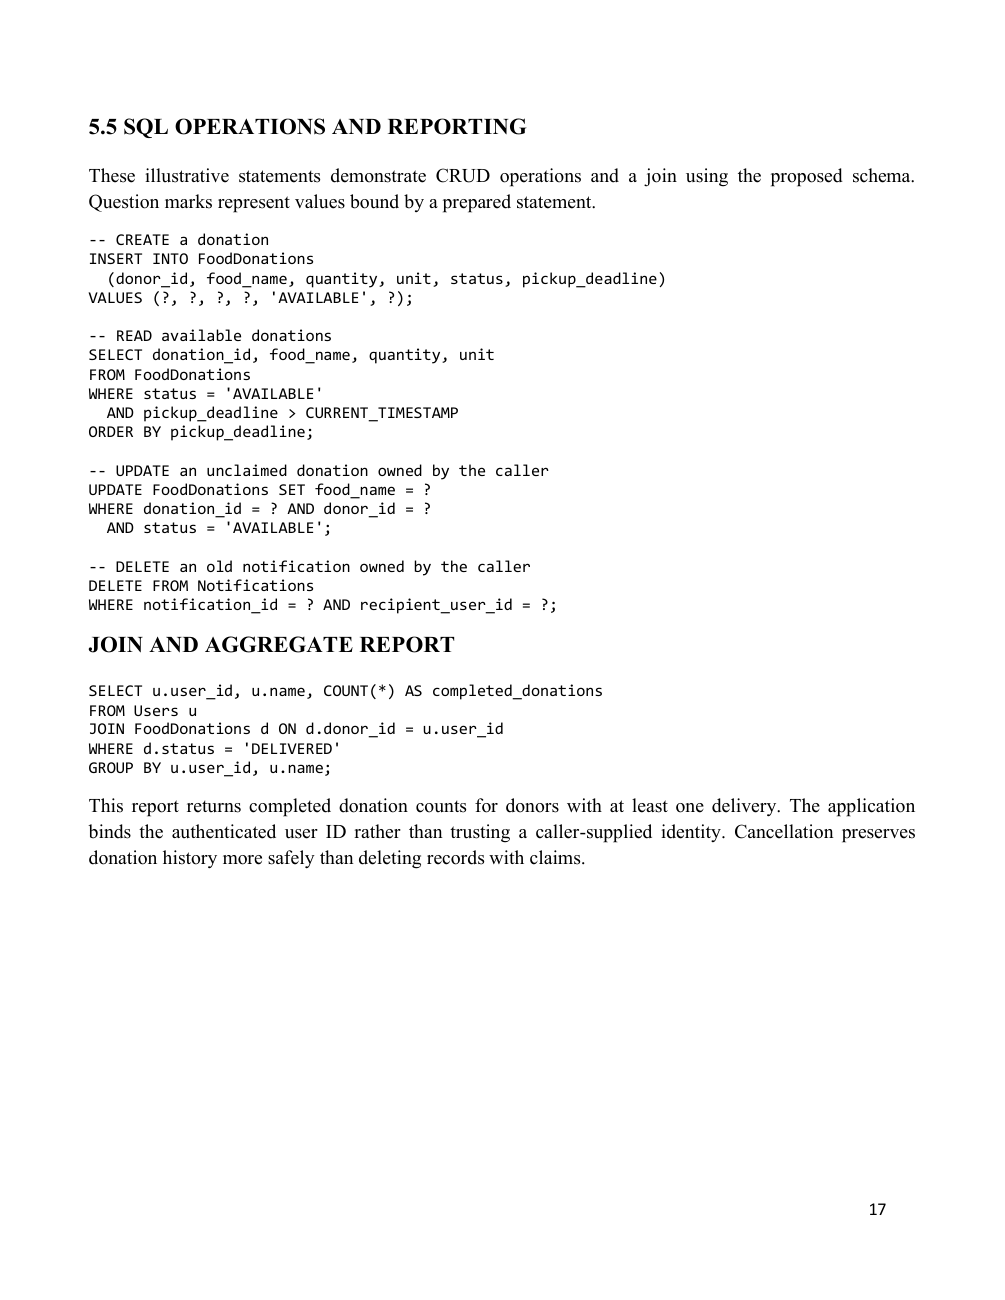 5.5 SQL OPERATIONS AND REPORTING
These illustrative statements demonstrate CRUD operations and a join using the proposed schema.
Question marks represent values bound by a prepared statement.
-- CREATE a donation
INSERT INTO FoodDonations
  (donor_id, food_name, quantity, unit, status, pickup_deadline)
VALUES (?, ?, ?, ?, 'AVAILABLE', ?);
-- READ available donations
SELECT donation_id, food_name, quantity, unit
FROM FoodDonations
WHERE status = 'AVAILABLE'
  AND pickup_deadline > CURRENT_TIMESTAMP
ORDER BY pickup_deadline;
-- UPDATE an unclaimed donation owned by the caller
UPDATE FoodDonations SET food_name = ?
WHERE donation_id = ? AND donor_id = ?
  AND status = 'AVAILABLE';
-- DELETE an old notification owned by the caller
DELETE FROM Notifications
WHERE notification_id = ? AND recipient_user_id = ?;
JOIN AND AGGREGATE REPORT
SELECT u.user_id, u.name, COUNT(*) AS completed_donations
FROM Users u
JOIN FoodDonations d ON d.donor_id = u.user_id
WHERE d.status = 'DELIVERED'
GROUP BY u.user_id, u.name;
This report returns completed donation counts for donors with at least one delivery. The application
binds the authenticated user ID rather than trusting a caller-supplied identity. Cancellation preserves
donation history more safely than deleting records with claims.
17